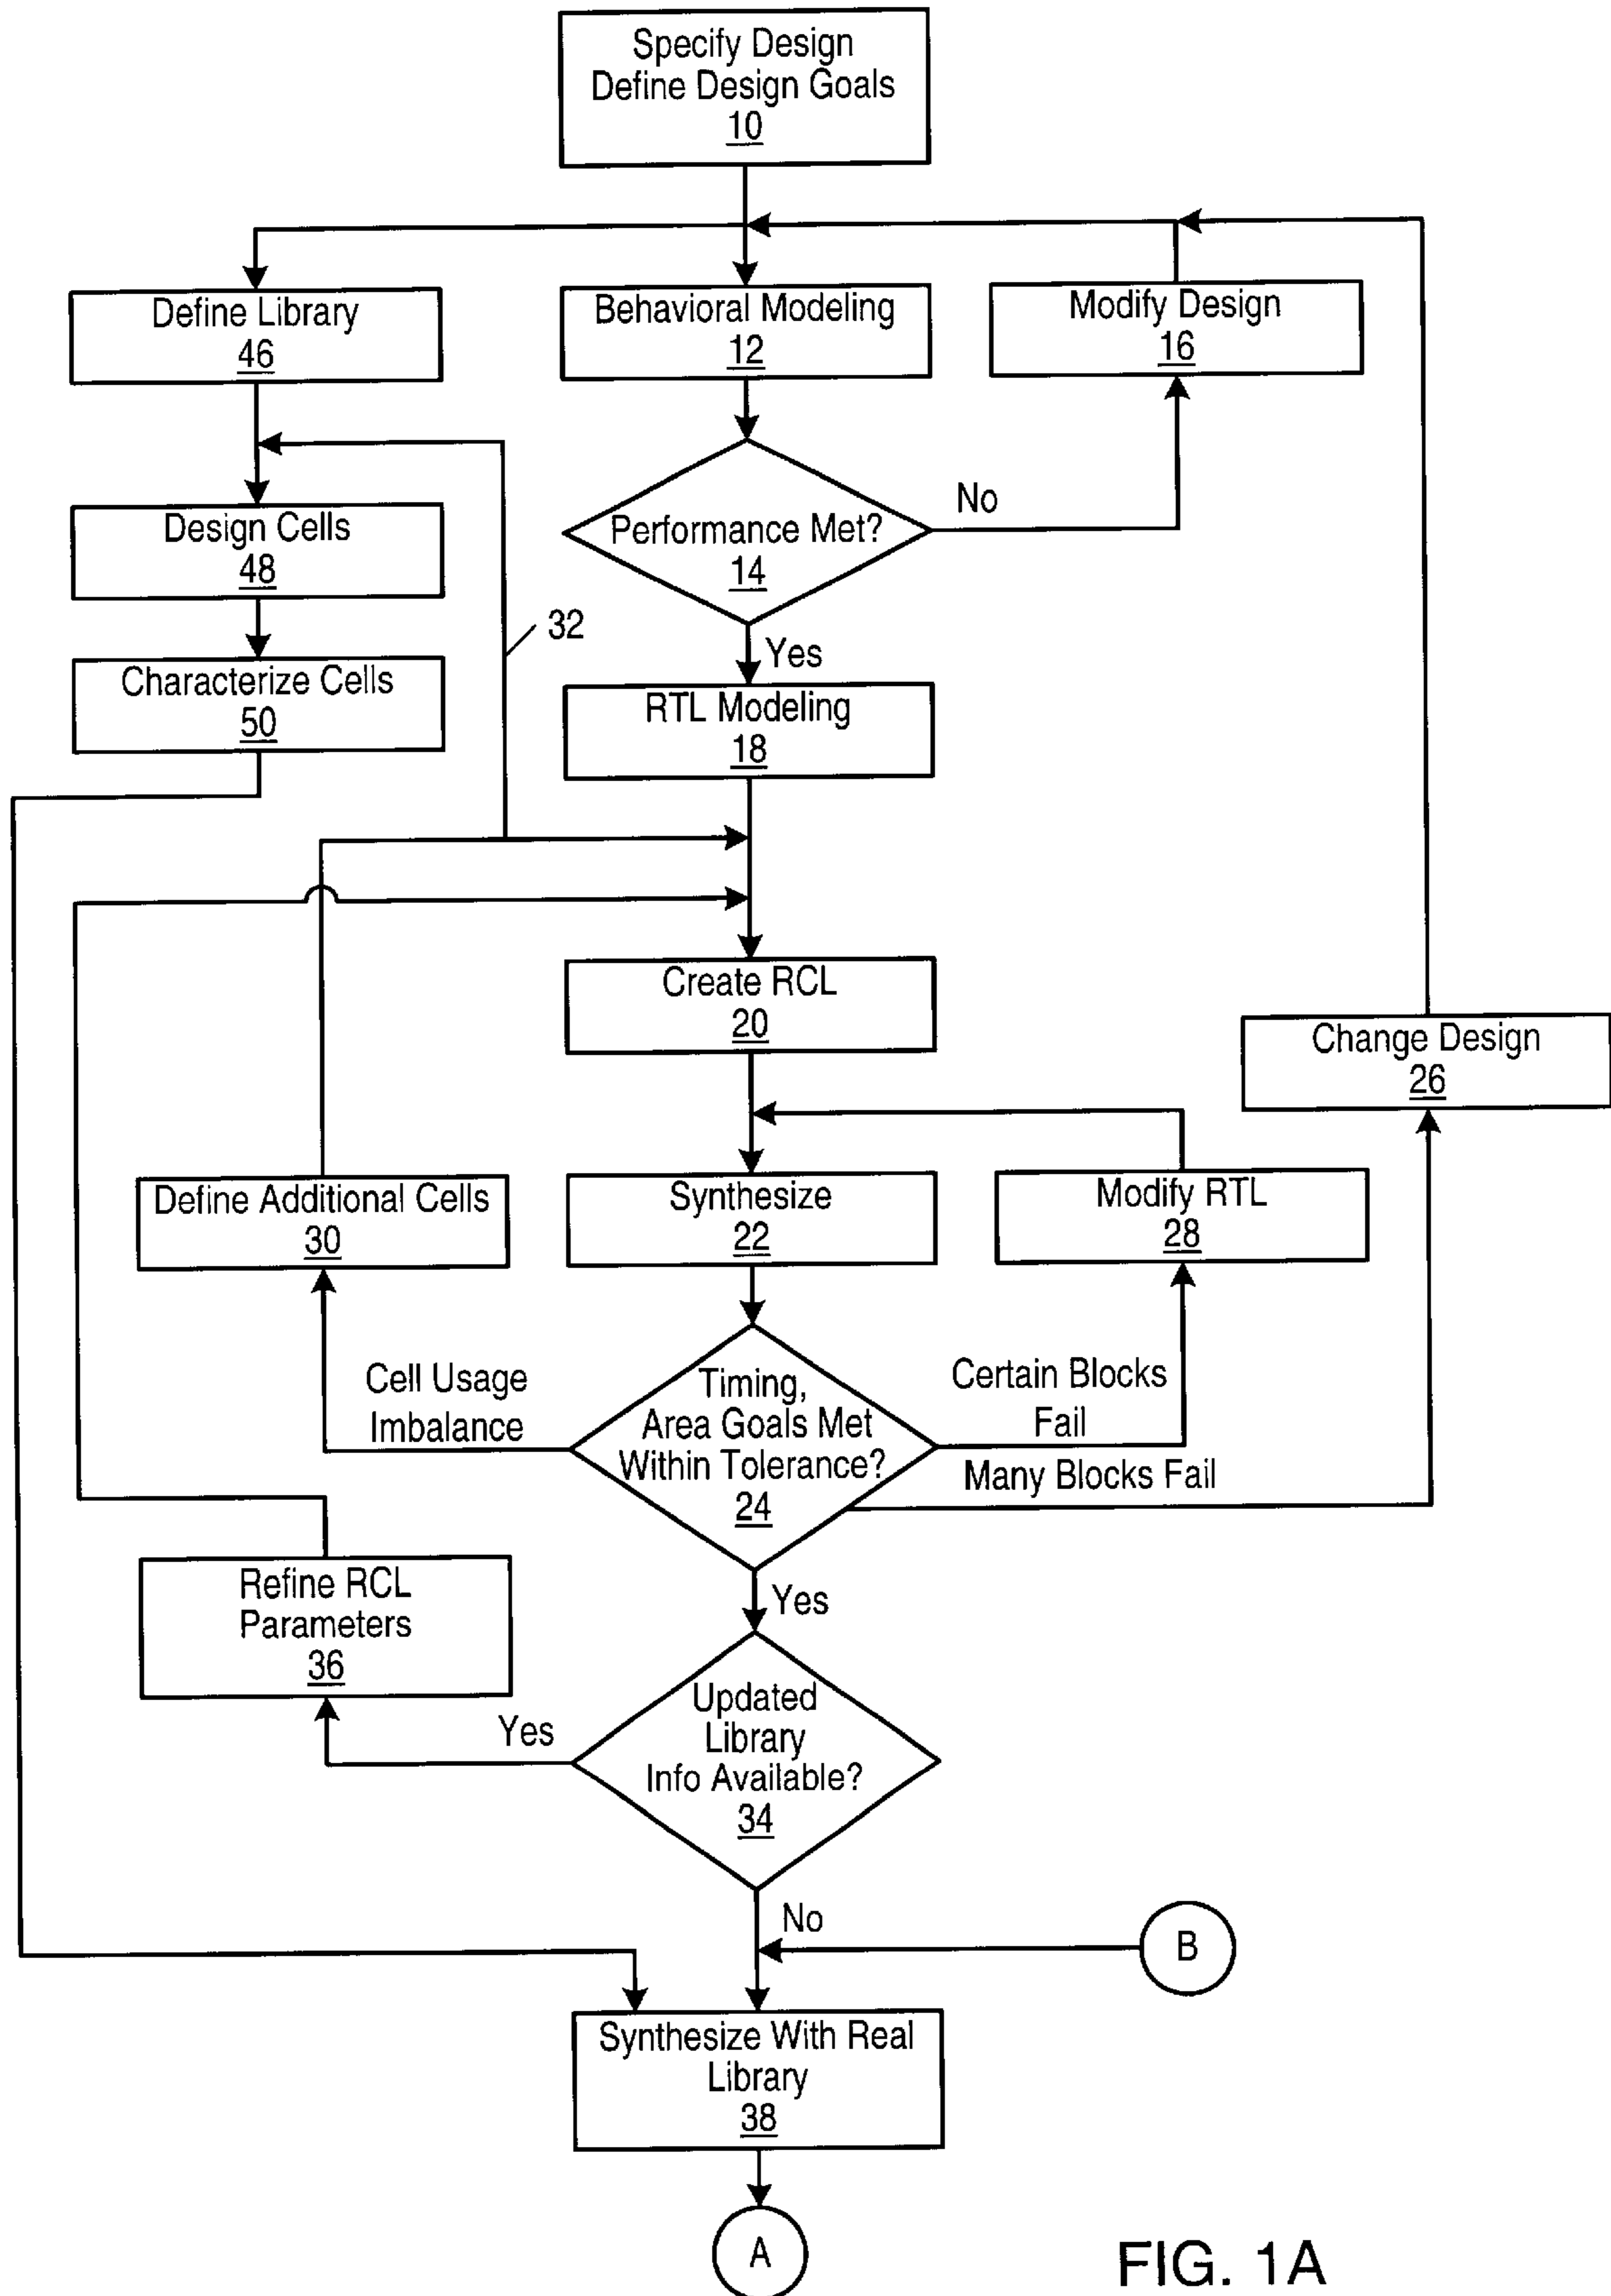 Specify Design
Define Design Goals
10
Define Library
46
Behavioral Modeling
12
Modify Design
16
Design Cells
48
Performance Met?
14
No
32
Yes
Characterize Cells
50
RTL Modeling
18
Create RCL
20
Change Design
26
Define Additional Cells
30
Synthesize
22
Modify RTL
28
Cell Usage
Imbalance
Timing,
Area Goals Met
Within Tolerance?
24
Certain Blocks
Fail
Many Blocks Fail
Refine RCL
Parameters
36
Yes
Yes
Updated
Library
Info Available?
34
No
B
Synthesize With Real
Library
38
A
FIG. 1A